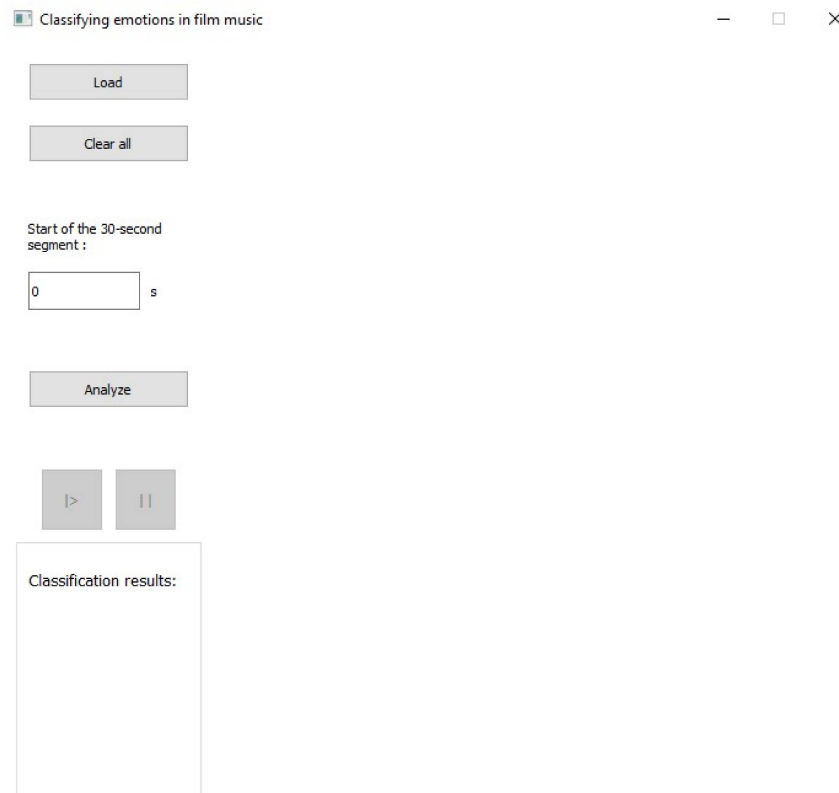 Classifying emotions in film music
Load
Clear all
Start of the 30-second
segment :
0 s
Analyze
|> ||
Classification results: